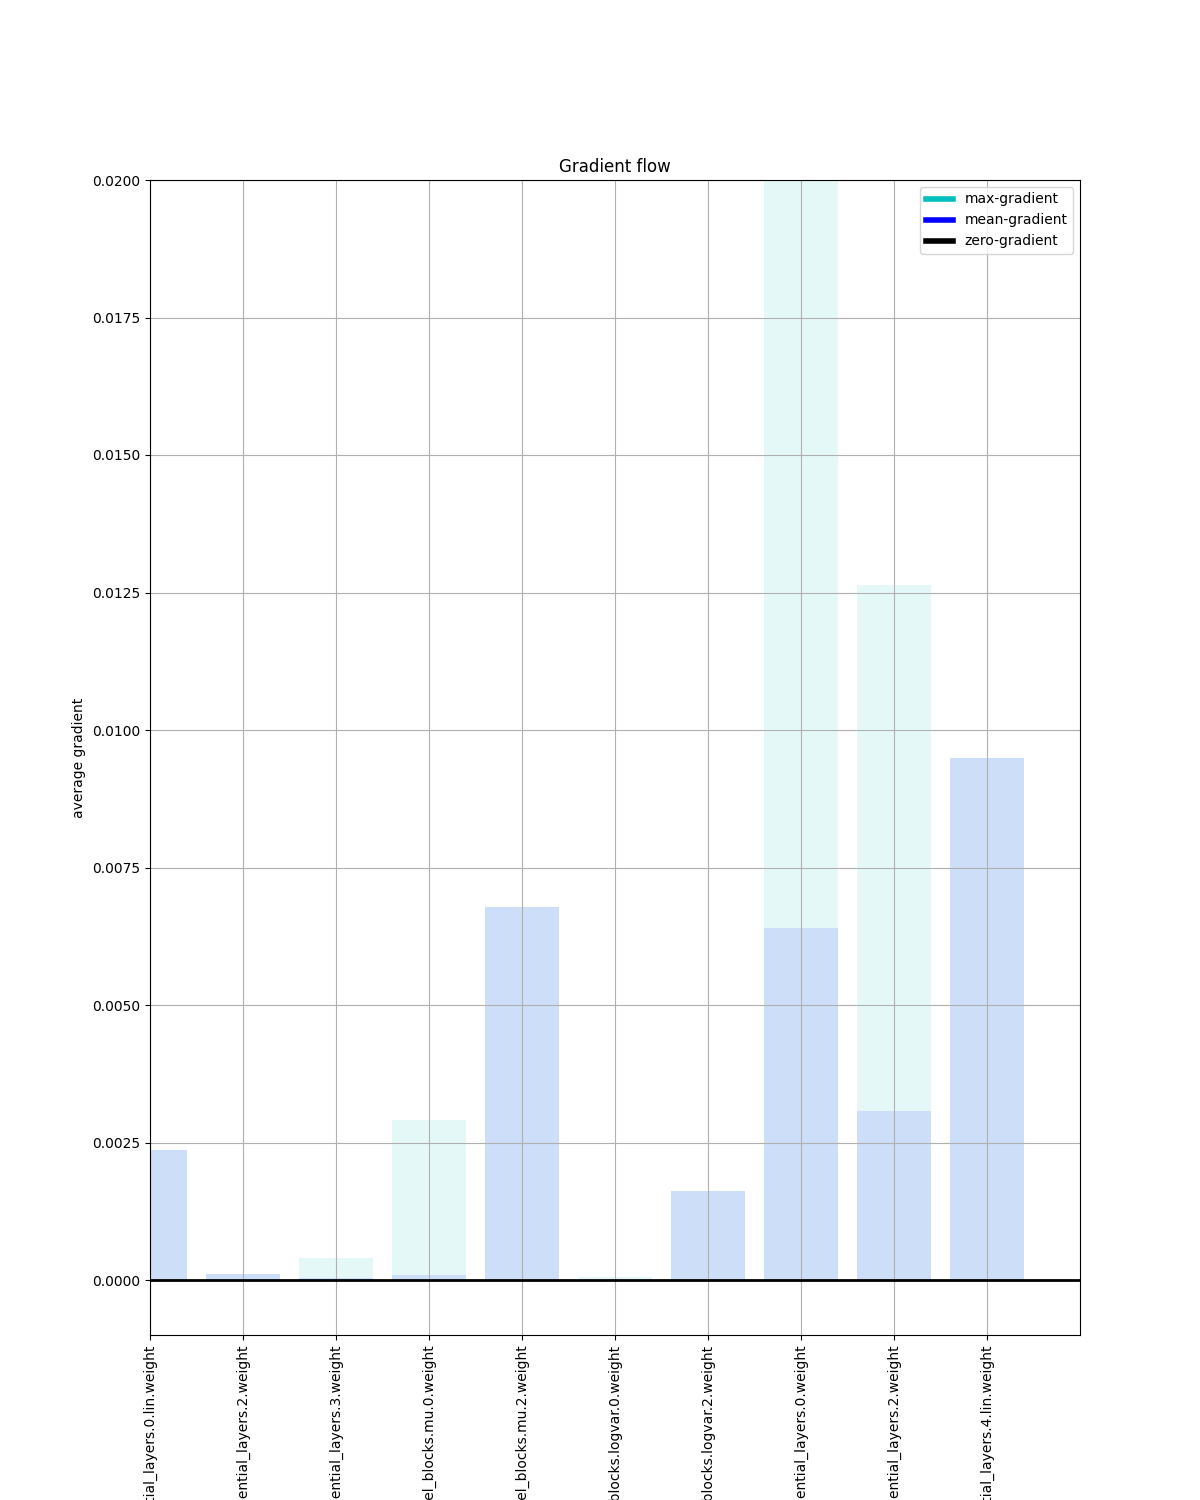 Gradient flow
max-gradient
mean-gradient
zero-gradient
0.0200
0.0175
0.0150
0.0125
0.0100
0.0075
0.0050
0.0025
0.0000
average gradient
tial_layers.0.lin.weight
ential_layers.2.weight
ential_layers.3.weight
el_blocks.mu.0.weight
el_blocks.mu.2.weight
blocks.logvar.0.weight
blocks.logvar.2.weight
ential_layers.0.weight
ential_layers.2.weight
tial_layers.4.lin.weight